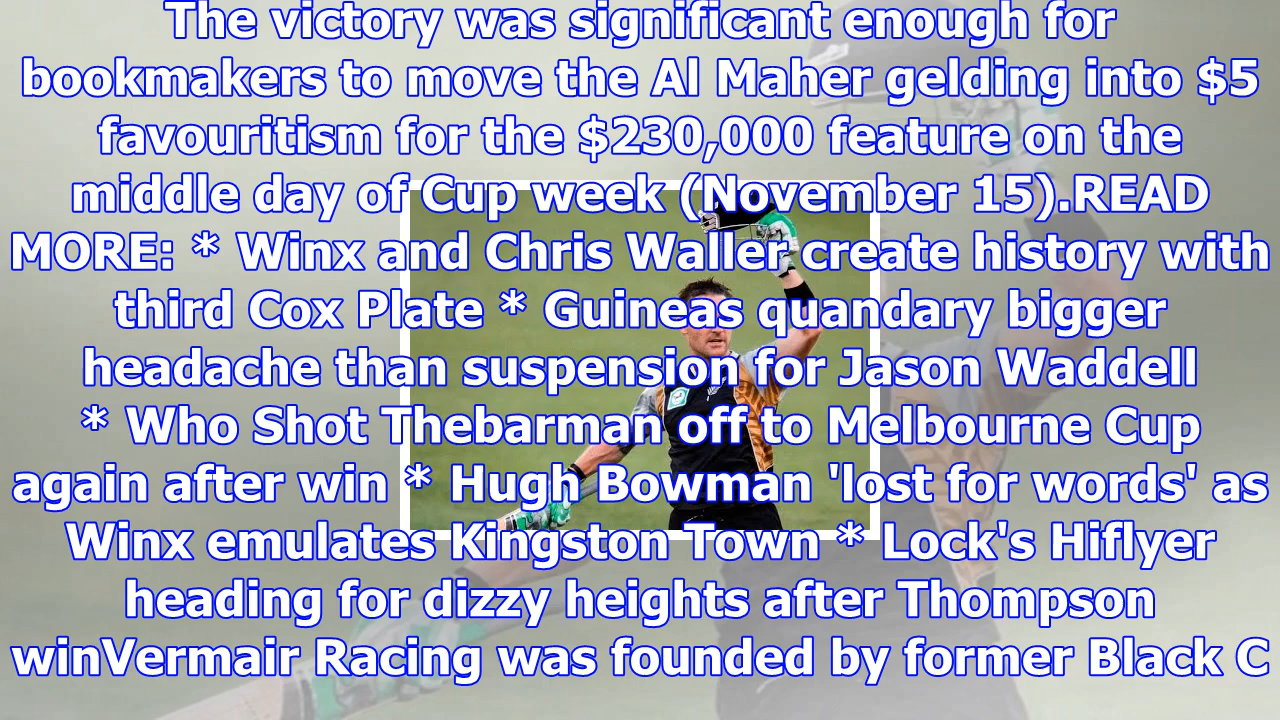 The victory was significant enough for
bookmakers to move the Al Maher gelding into $5
favouritism for the $230,000 feature on the
middle day of Cup week (November 15).READ
MORE: * Winx and Chris Waller create history with
third Cox Plate * Guineas quandary bigger
headache than suspension for Jason Waddell
* Who Shot Thebarman off to Melbourne Cup
again after win * Hugh Bowman 'lost for words' as
Winx emulates Kingston Town * Lock's Hiflyer
heading for dizzy heights after Thompson
winVermair Racing was founded by former Black C